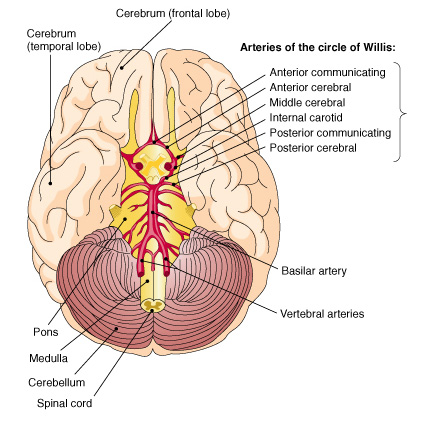 Cerebrum (frontal lobe)
Cerebrum
(temporal lobe)
Arteries of the circle of Willis:
Anterior communicating
Anterior cerebral
Middle cerebral
Internal carotid
Posterior communicating
Posterior cerebral
Basilar artery
Vertebral arteries
Pons
Medulla
Cerebellum
Spinal cord